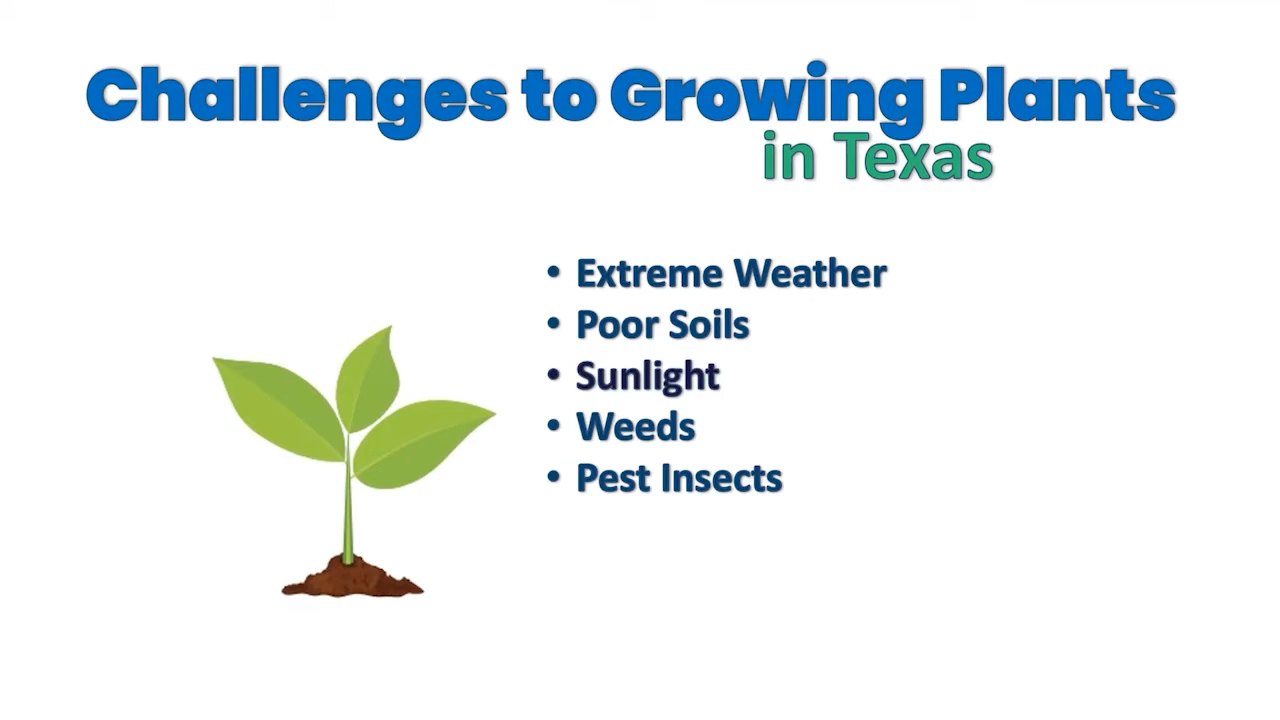 Challenges to Growing Plants
in Texas
• Extreme Weather
• Poor Soils
• Sunlight
• Weeds
• Pest Insects